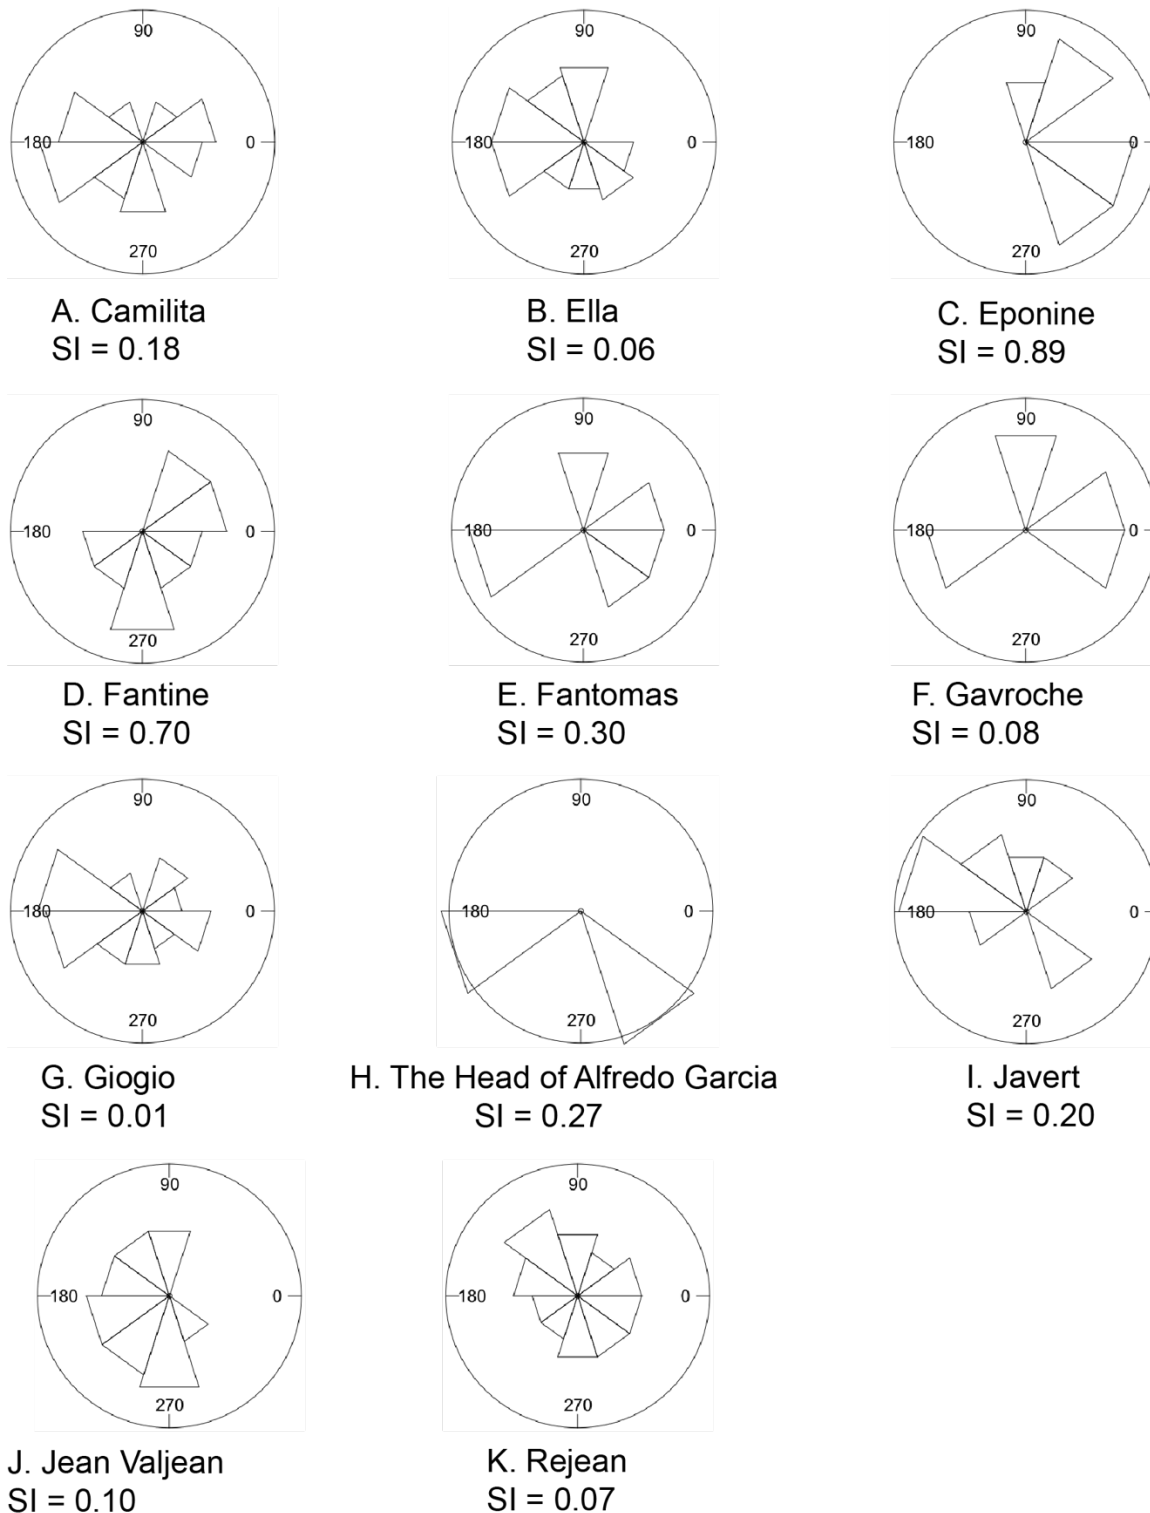 90 90 90
180 0 180 0 180 0
270 270 270
A. Camilita B. Ella C. Eponine
SI = 0.18 SI = 0.06 SI = 0.89
90 90 90
180 0 180 0 180 0
270 270 270
D. Fantine E. Fantomas F. Gavroche
SI = 0.70 SI = 0.30 SI = 0.08
90 90 90
180 0 180 0 180 0
270 270 270
G. Giogio H. The Head of Alfredo Garcia I. Javert
SI = 0.01 SI = 0.27 SI = 0.20
90 90
180 0 180 0
270 270
J. Jean Valjean K. Rejean
SI = 0.10 SI = 0.07